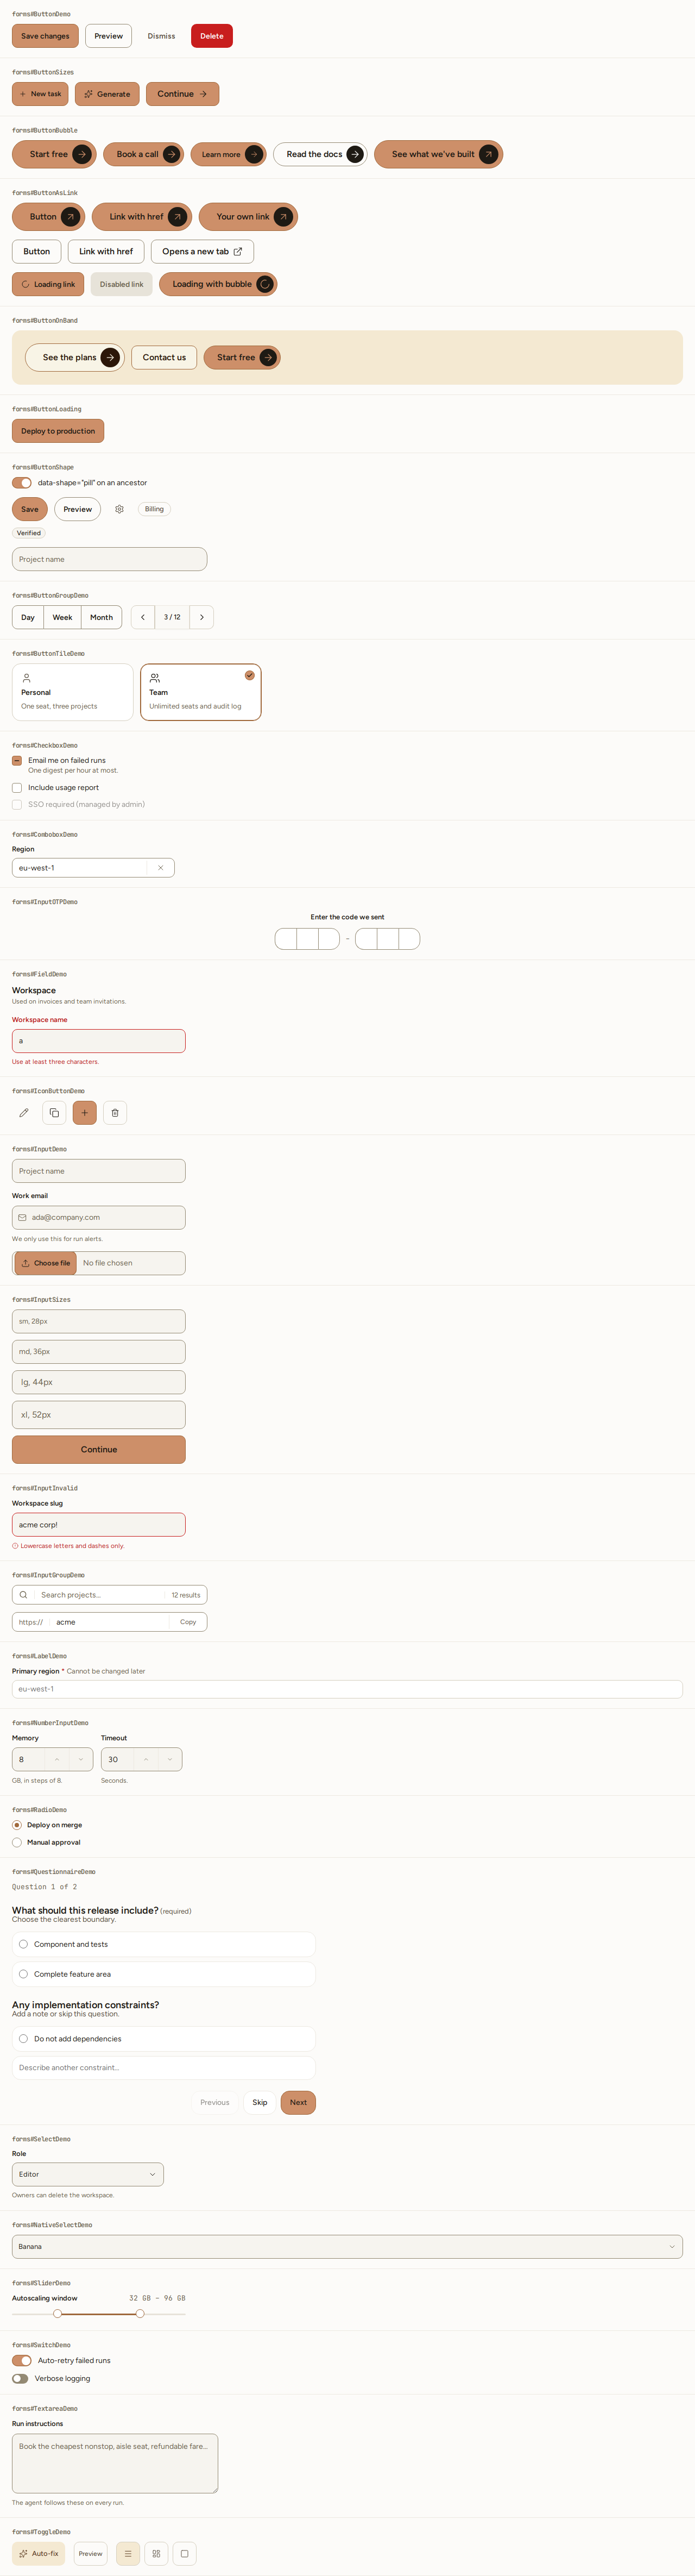 forms#ButtonDemo
Save changes Preview Dismiss Delete
forms#ButtonSizes
New task Generate Continue
forms#ButtonBubble
Start free Book a call Learn more Read the docs See what we've built
forms#ButtonAsLink
Button Link with href Your own link
Button Link with href Opens a new tab
Loading link Disabled link Loading with bubble
forms#ButtonOnBand
See the plans Contact us Start free
forms#ButtonLoading
Deploy to production
forms#ButtonShape
data-shape="pill" on an ancestor
Save Preview Billing
Verified
Project name
forms#ButtonGroupDemo
Day Week Month 3 / 12
forms#ButtonTileDemo
Personal Team
One seat, three projects Unlimited seats and audit log
forms#CheckboxDemo
Email me on failed runs
One digest per hour at most.
Include usage report
SSO required (managed by admin)
forms#ComboboxDemo
Region
eu-west-1
forms#InputOTPDemo
Enter the code we sent
-
forms#FieldDemo
Workspace
Used on invoices and team invitations.
Workspace name
a
Use at least three characters.
forms#IconButtonDemo
forms#InputDemo
Project name
Work email
ada@company.com
We only use this for run alerts.
Choose file No file chosen
forms#InputSizes
sm, 28px
md, 36px
lg, 44px
xl, 52px
Continue
forms#InputInvalid
Workspace slug
acme corp!
Lowercase letters and dashes only.
forms#InputGroupDemo
Search projects... 12 results
https:// acme Copy
forms#LabelDemo
Primary region * Cannot be changed later
eu-west-1
forms#NumberInputDemo
Memory Timeout
8 30
GB, in steps of 8. Seconds.
forms#RadioDemo
Deploy on merge
Manual approval
forms#QuestionnaireDemo
Question 1 of 2
What should this release include? (required)
Choose the clearest boundary.
Component and tests
Complete feature area
Any implementation constraints?
Add a note or skip this question.
Do not add dependencies
Describe another constraint...
Previous Skip Next
forms#SelectDemo
Role
Editor
Owners can delete the workspace.
forms#NativeSelectDemo
Banana
forms#SliderDemo
Autoscaling window 32 GB – 96 GB
forms#SwitchDemo
Auto-retry failed runs
Verbose logging
forms#TextareaDemo
Run instructions
Book the cheapest nonstop, aisle seat, refundable fare...
The agent follows these on every run.
forms#ToggleDemo
Auto-fix Preview